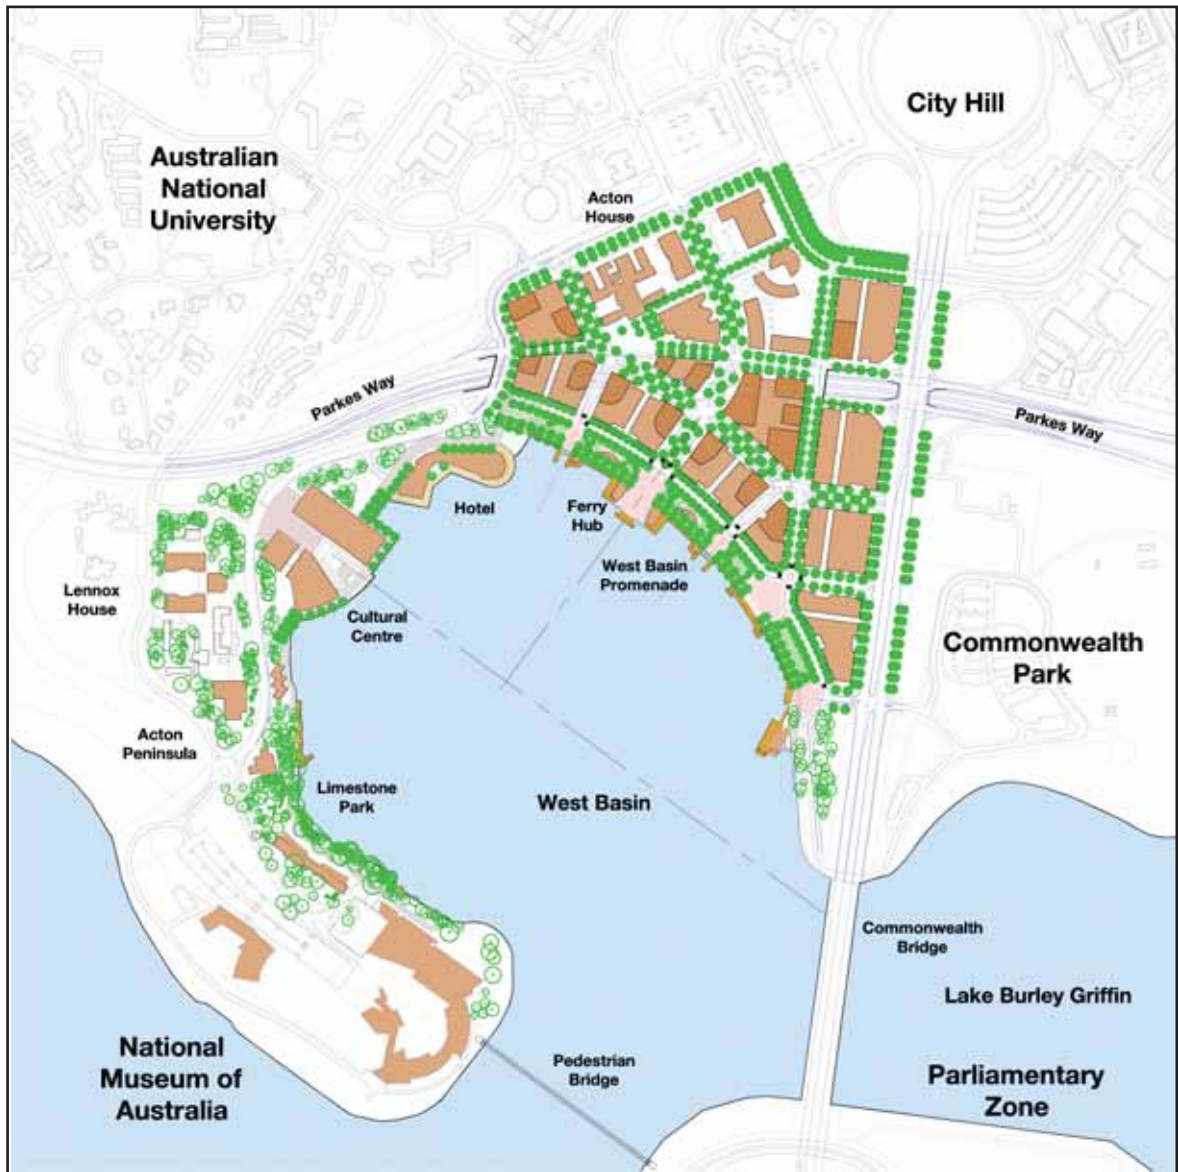 City Hill
Australian
National
University
Acton
House
Parkes Way
Parkes Way
Hotel
Ferry
Hub
West Basin
Promenade
Lennox
House
Cultural
Centre
Commonwealth
Park
Acton
Peninsula
Limestone
Park
West Basin
Commonwealth
Bridge
Lake Burley Griffin
National
Museum of
Australia
Pedestrian
Bridge
Parliamentary
Zone